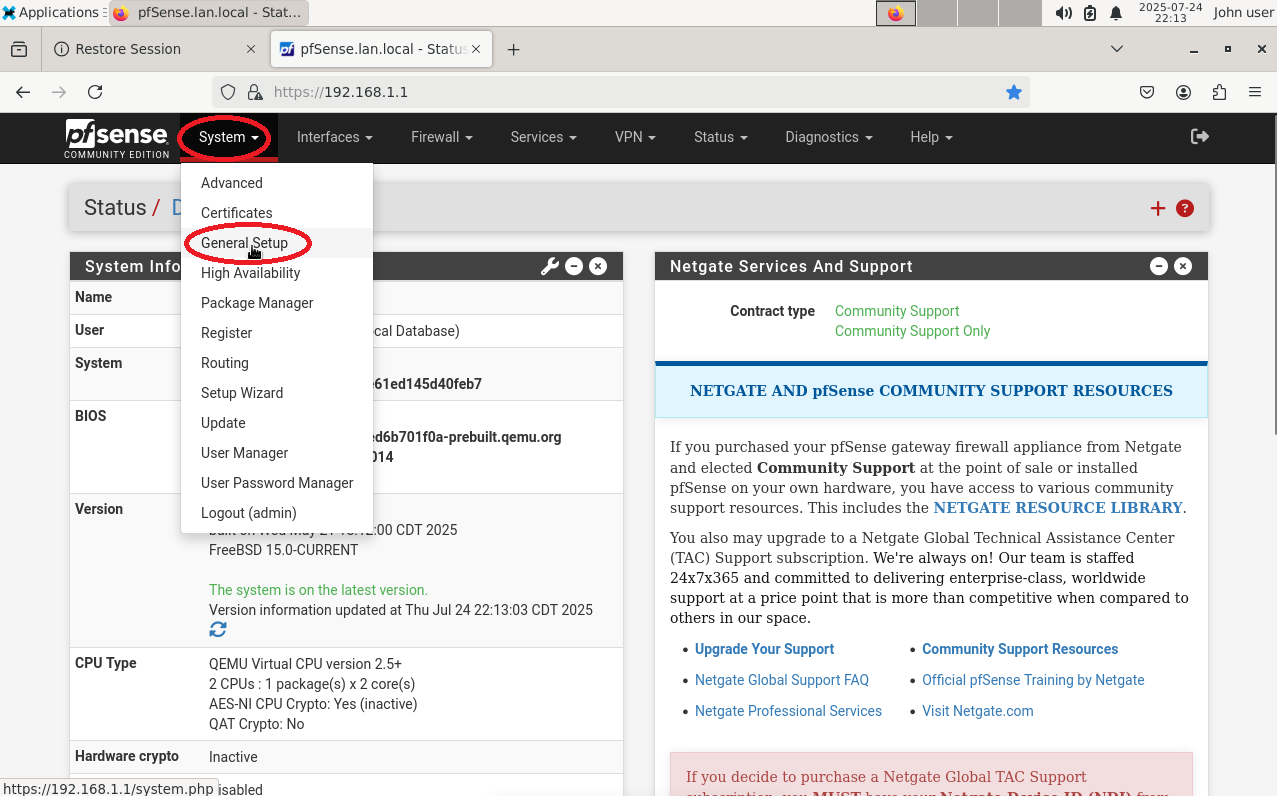 Applications
pfSense.lan.local - Stat...
2025-07-24
22:13
John user
Restore Session
pfSense.lan.local - Status
https://192.168.1.1
pfsense
COMMUNITY EDITION
System
Interfaces
Firewall
Services
VPN
Status
Diagnostics
Help
Advanced
Certificates
General Setup
High Availability
Package Manager
Register
Routing
Setup Wizard
Update
User Manager
User Password Manager
Logout (admin)
Status / D
System Info
Name
User
cal Database)
System
61ed145d40feb7
BIOS
ed6b701f0a-prebuilt.qemu.org
014
Version
FreeBSD 15.0-CURRENT
The system is on the latest version.
Version information updated at Thu Jul 24 22:13:03 CDT 2025
CPU Type
QEMU Virtual CPU version 2.5+
2 CPUs : 1 package(s) x 2 core(s)
AES-NI CPU Crypto: Yes (inactive)
QAT Crypto: No
Hardware crypto
Inactive
isabled
https://192.168.1.1/system.php
Netgate Services And Support
Contract type
Community Support
Community Support Only
NETGATE AND pfSense COMMUNITY SUPPORT RESOURCES
If you purchased your pfSense gateway firewall appliance from Netgate
and elected Community Support at the point of sale or installed
pfSense on your own hardware, you have access to various community
support resources. This includes the NETGATE RESOURCE LIBRARY.
You also may upgrade to a Netgate Global Technical Assistance Center
(TAC) Support subscription. We're always on! Our team is staffed
24x7x365 and committed to delivering enterprise-class, worldwide
support at a price point that is more than competitive when compared to
others in our space.
Upgrade Your Support
Community Support Resources
Netgate Global Support FAQ
Official pfSense Training by Netgate
Netgate Professional Services
Visit Netgate.com
If you decide to purchase a Netgate Global TAC Support